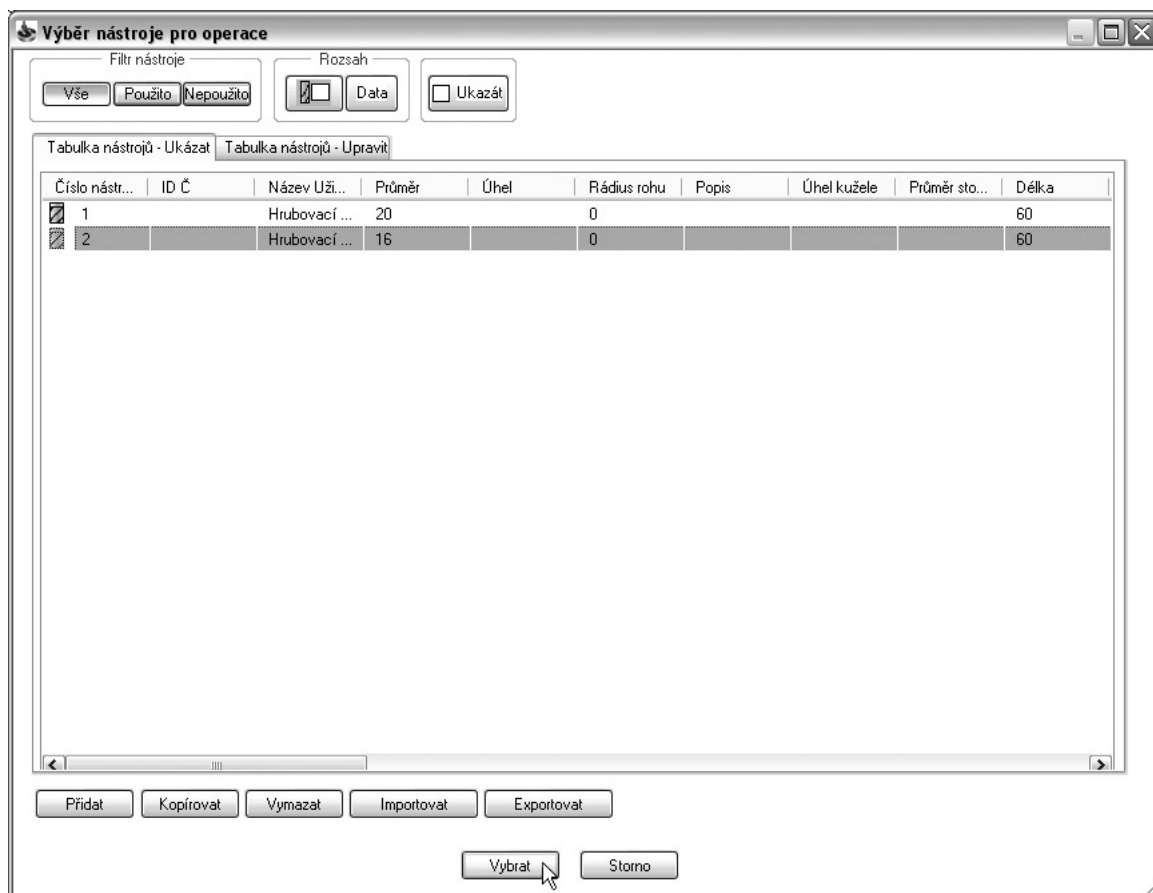 Výběr nástroje pro operace
Filtr nástroje Rozsah
Vše Použito Nepoužito Data Ukazát
Tabulka nástrojů - Ukázat Tabulka nástrojů - Upravit
Číslo nástr... ID Č Název Uži... Průměr Úhel Rádius rohu Popis Úhel kužele Průměr sto... Délka
1 Hrubovací ... 20 0 60
2 Hrubovací ... 16 0 60
Přidat Kopírovat Vymazat Importovat Exportovat
Vybrat Storno